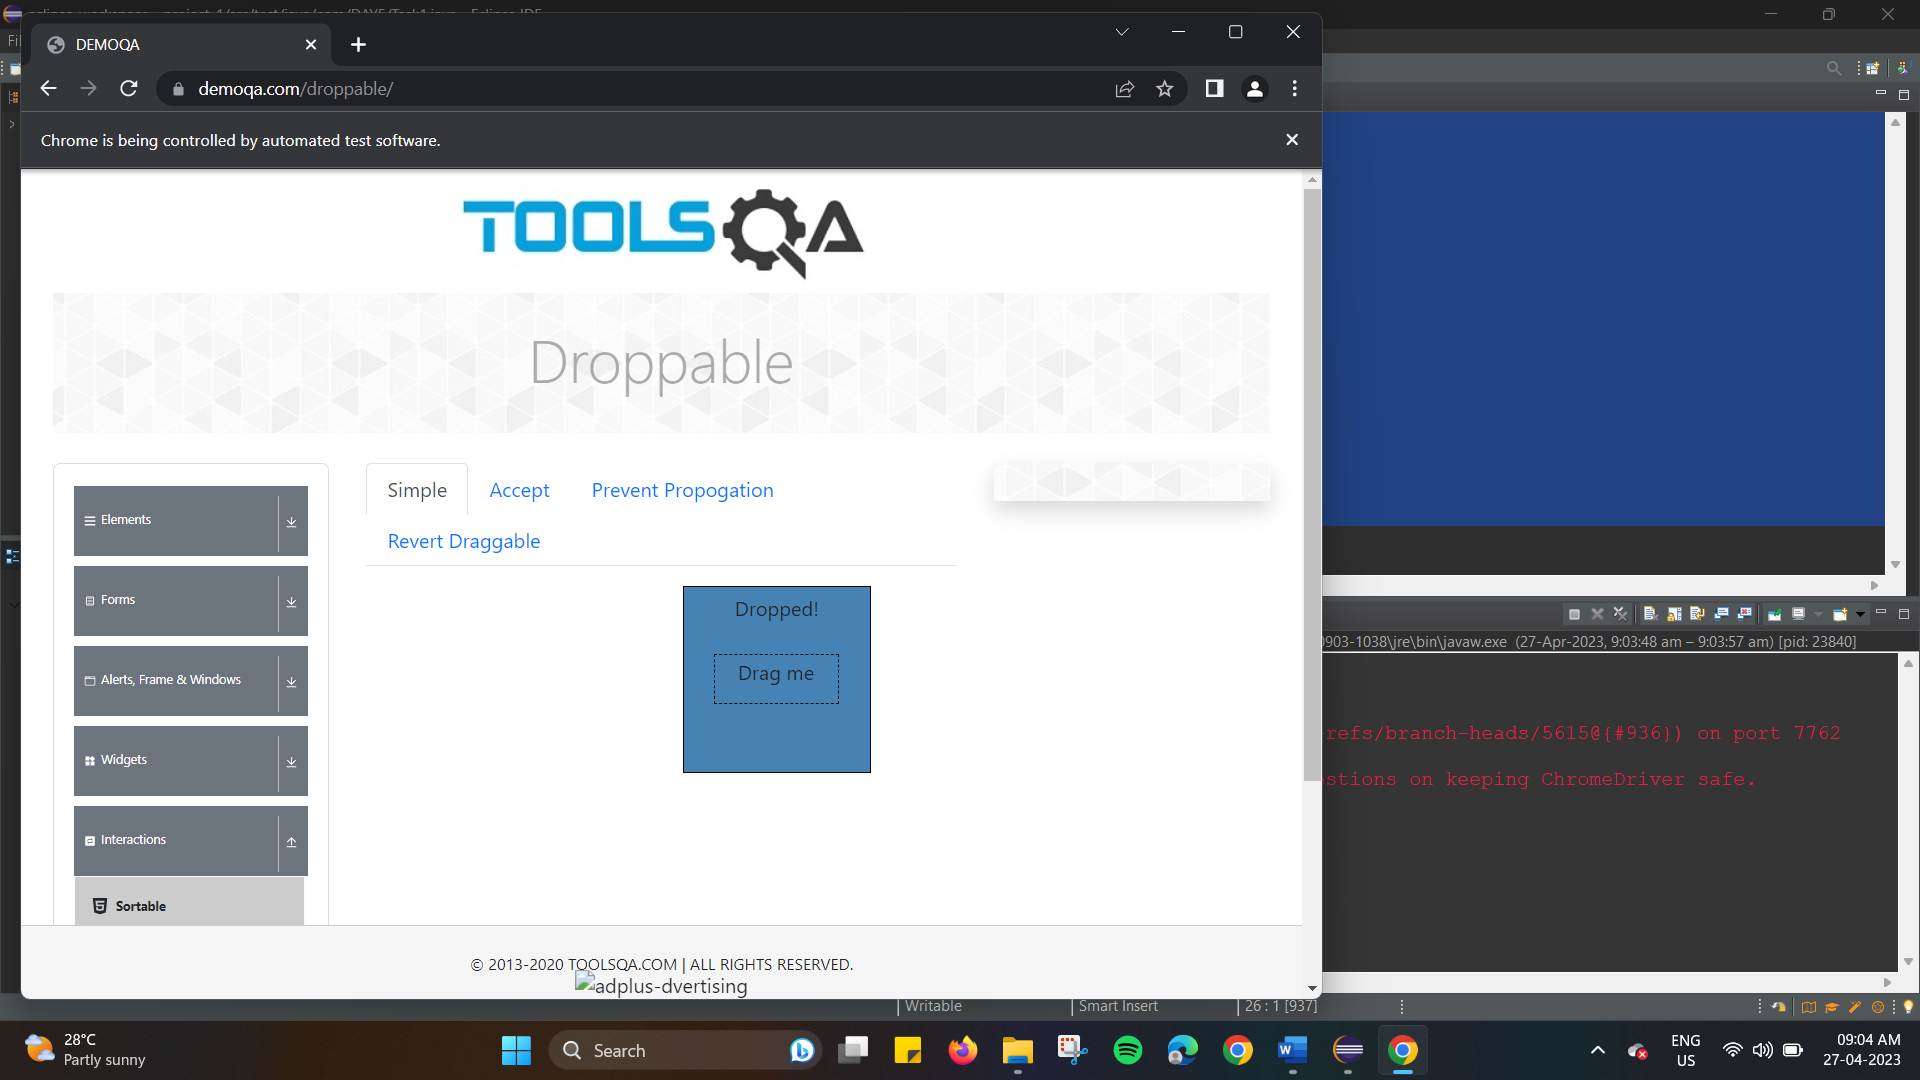 DEMOQA
demoqa.com/droppable/
Chrome is being controlled by automated test software.
TOOLSQA
Droppable
Simple
Accept
Prevent Propogation
Revert Draggable
Elements
Forms
Alerts, Frame & Windows
Widgets
Interactions
Sortable
Dropped!
Drag me
© 2013-2020 TOOLSQA.COM | ALL RIGHTS RESERVED.
adplus-dvertising
0903-1038\jre\bin\javaw.exe (27-Apr-2023, 9:03:48 am – 9:03:57 am) [pid: 23840]
refs/branch-heads/5615@{#936}) on port 7762
stions on keeping ChromeDriver safe.
Writable
Smart Insert
26 : 1 [937]
28°C
Partly sunny
Search
ENG
US
09:04 AM
27-04-2023